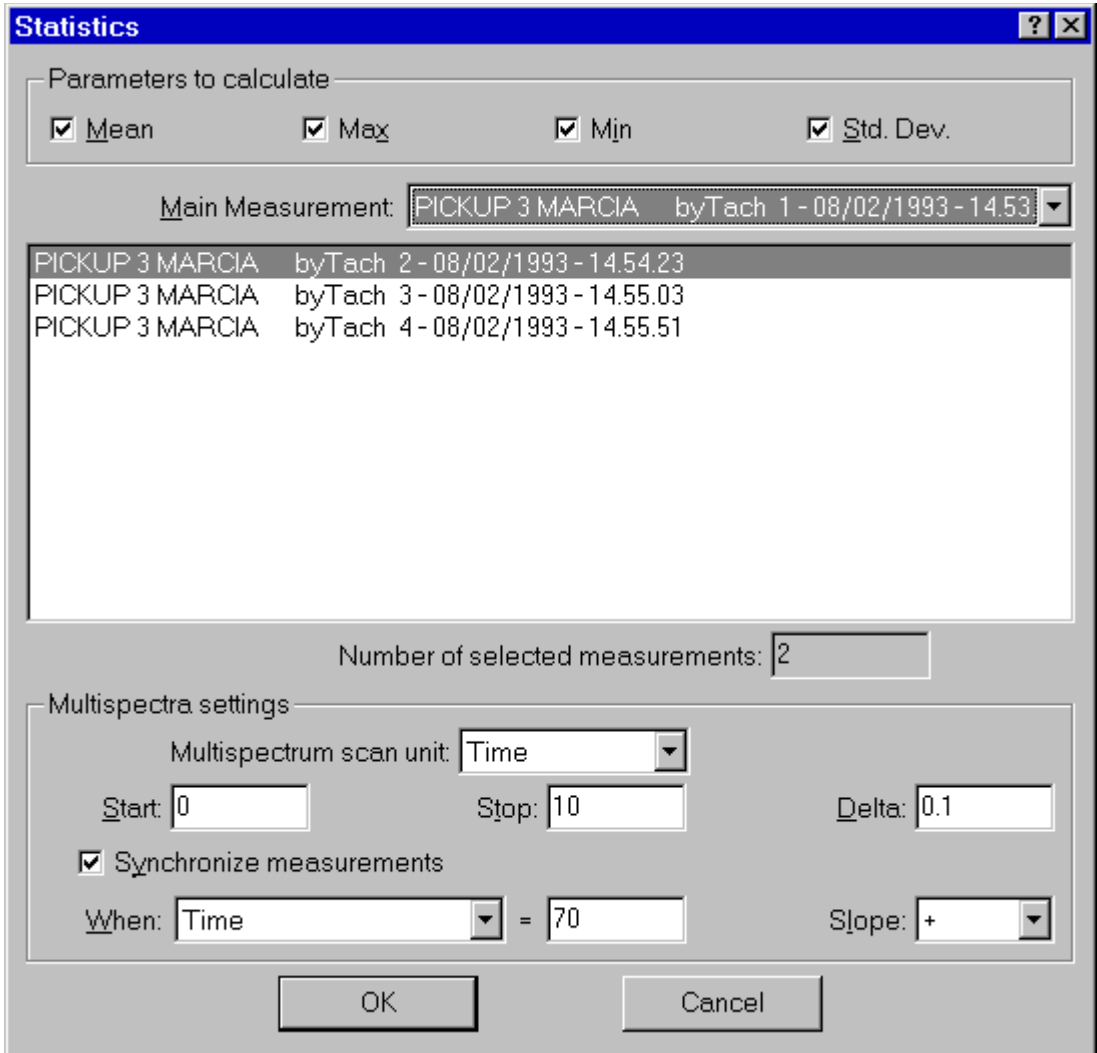 Statistics
Parameters to calculate
Mean Max Min Std. Dev.
Main Measurement: PICKUP 3 MARCIA byTach 1 - 08/02/1993 - 14.53
PICKUP 3 MARCIA byTach 2 - 08/02/1993 - 14.54.23
PICKUP 3 MARCIA byTach 3 - 08/02/1993 - 14.55.03
PICKUP 3 MARCIA byTach 4 - 08/02/1993 - 14.55.51
Number of selected measurements: 2
Multispectra settings
Multispectrum scan unit: Time
Start: 0 Stop: 10 Delta: 0.1
Synchronize measurements
When: Time = 70 Slope: +
OK Cancel